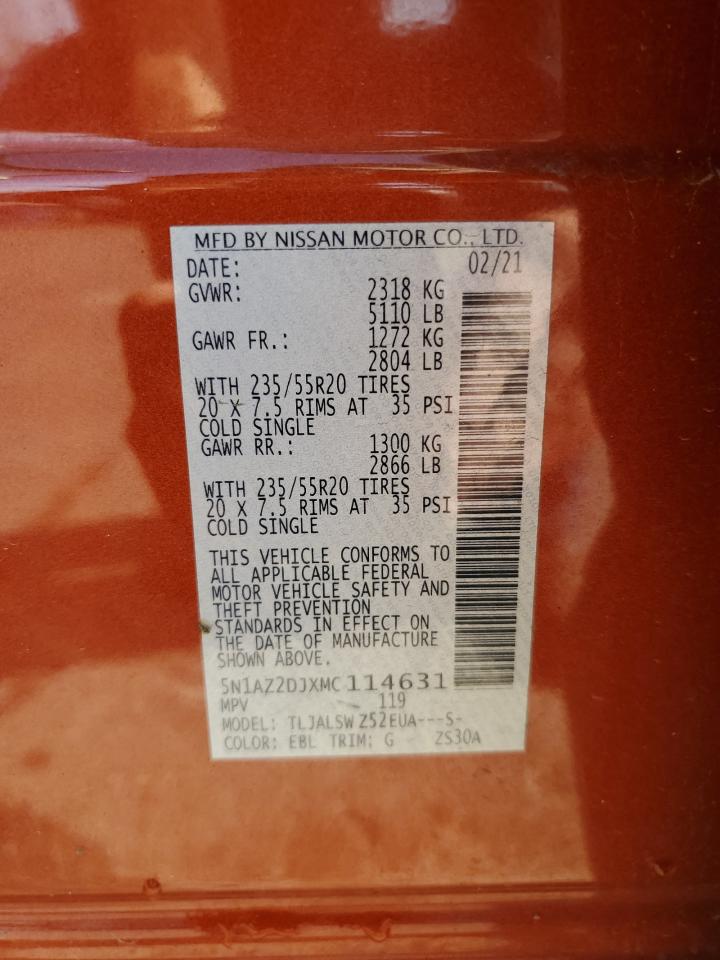 MFD BY NISSAN MOTOR CO., LTD.
DATE: 02/21
GVWR: 2318 KG
5110 LB
GAWR FR.: 1272 KG
2804 LB
WITH 235/55R20 TIRES
20 X 7.5 RIMS AT 35 PSI
COLD SINGLE
GAWR RR.: 1300 KG
2866 LB
WITH 235/55R20 TIRES
20 X 7.5 RIMS AT 35 PSI
COLD SINGLE
THIS VEHICLE CONFORMS TO
ALL APPLICABLE FEDERAL
MOTOR VEHICLE SAFETY AND
THEFT PREVENTION
STANDARDS IN EFFECT ON
THE DATE OF MANUFACTURE
SHOWN ABOVE.
5N1AZ2DJXMC114631
MPV 119
MODEL: TLJALSW Z52EUA---S-
COLOR: EBL TRIM: G ZS30A